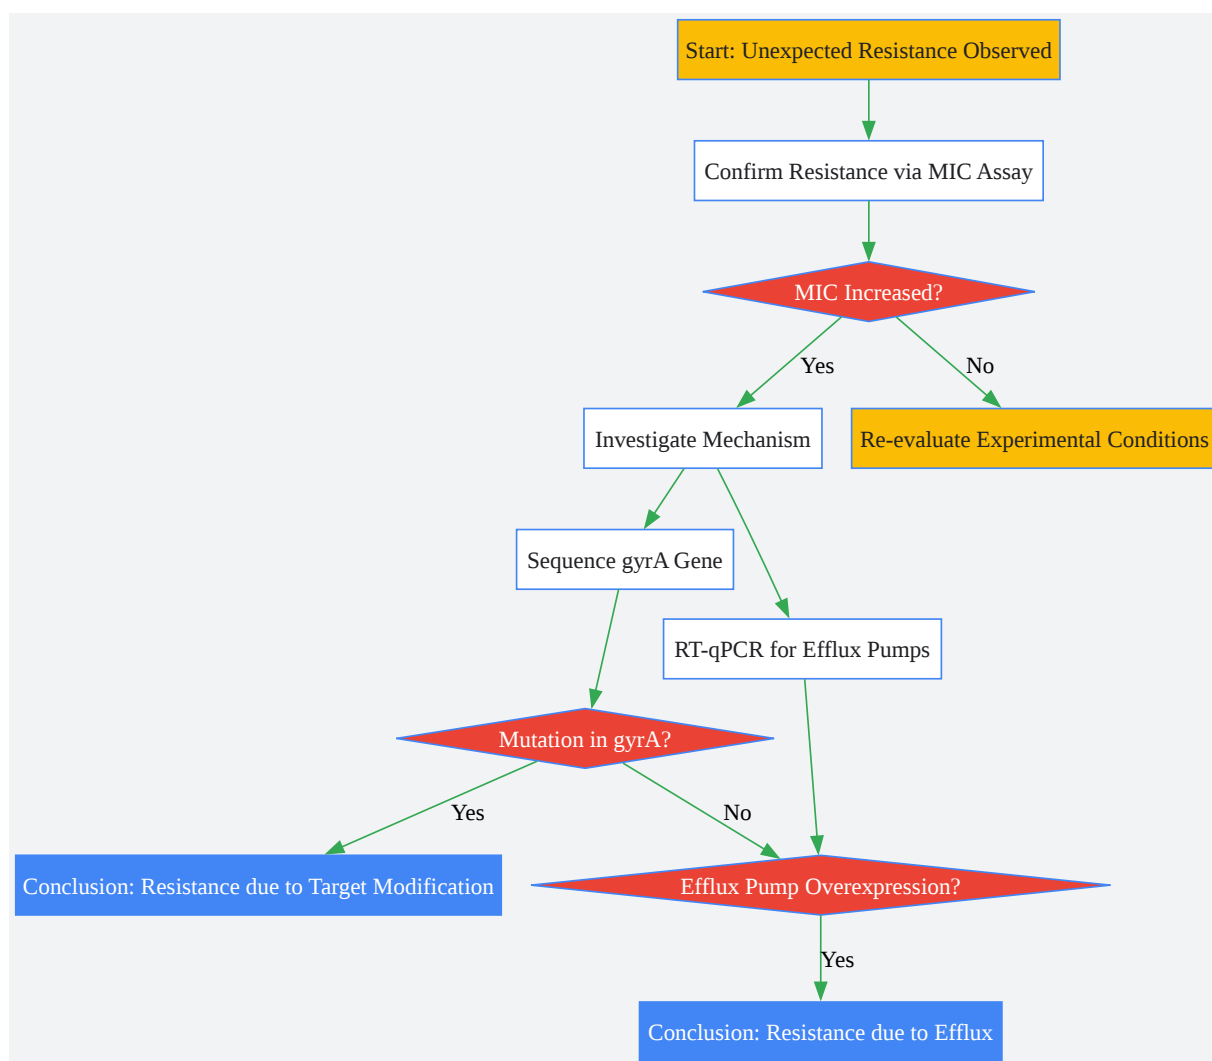 Start: Unexpected Resistance Observed
Confirm Resistance via MIC Assay
MIC Increased?
Yes
No
Investigate Mechanism
Re-evaluate Experimental Conditions
Sequence gyrA Gene
RT-qPCR for Efflux Pumps
Mutation in gyrA?
Yes
No
Conclusion: Resistance due to Target Modification
Efflux Pump Overexpression?
Yes
Conclusion: Resistance due to Efflux